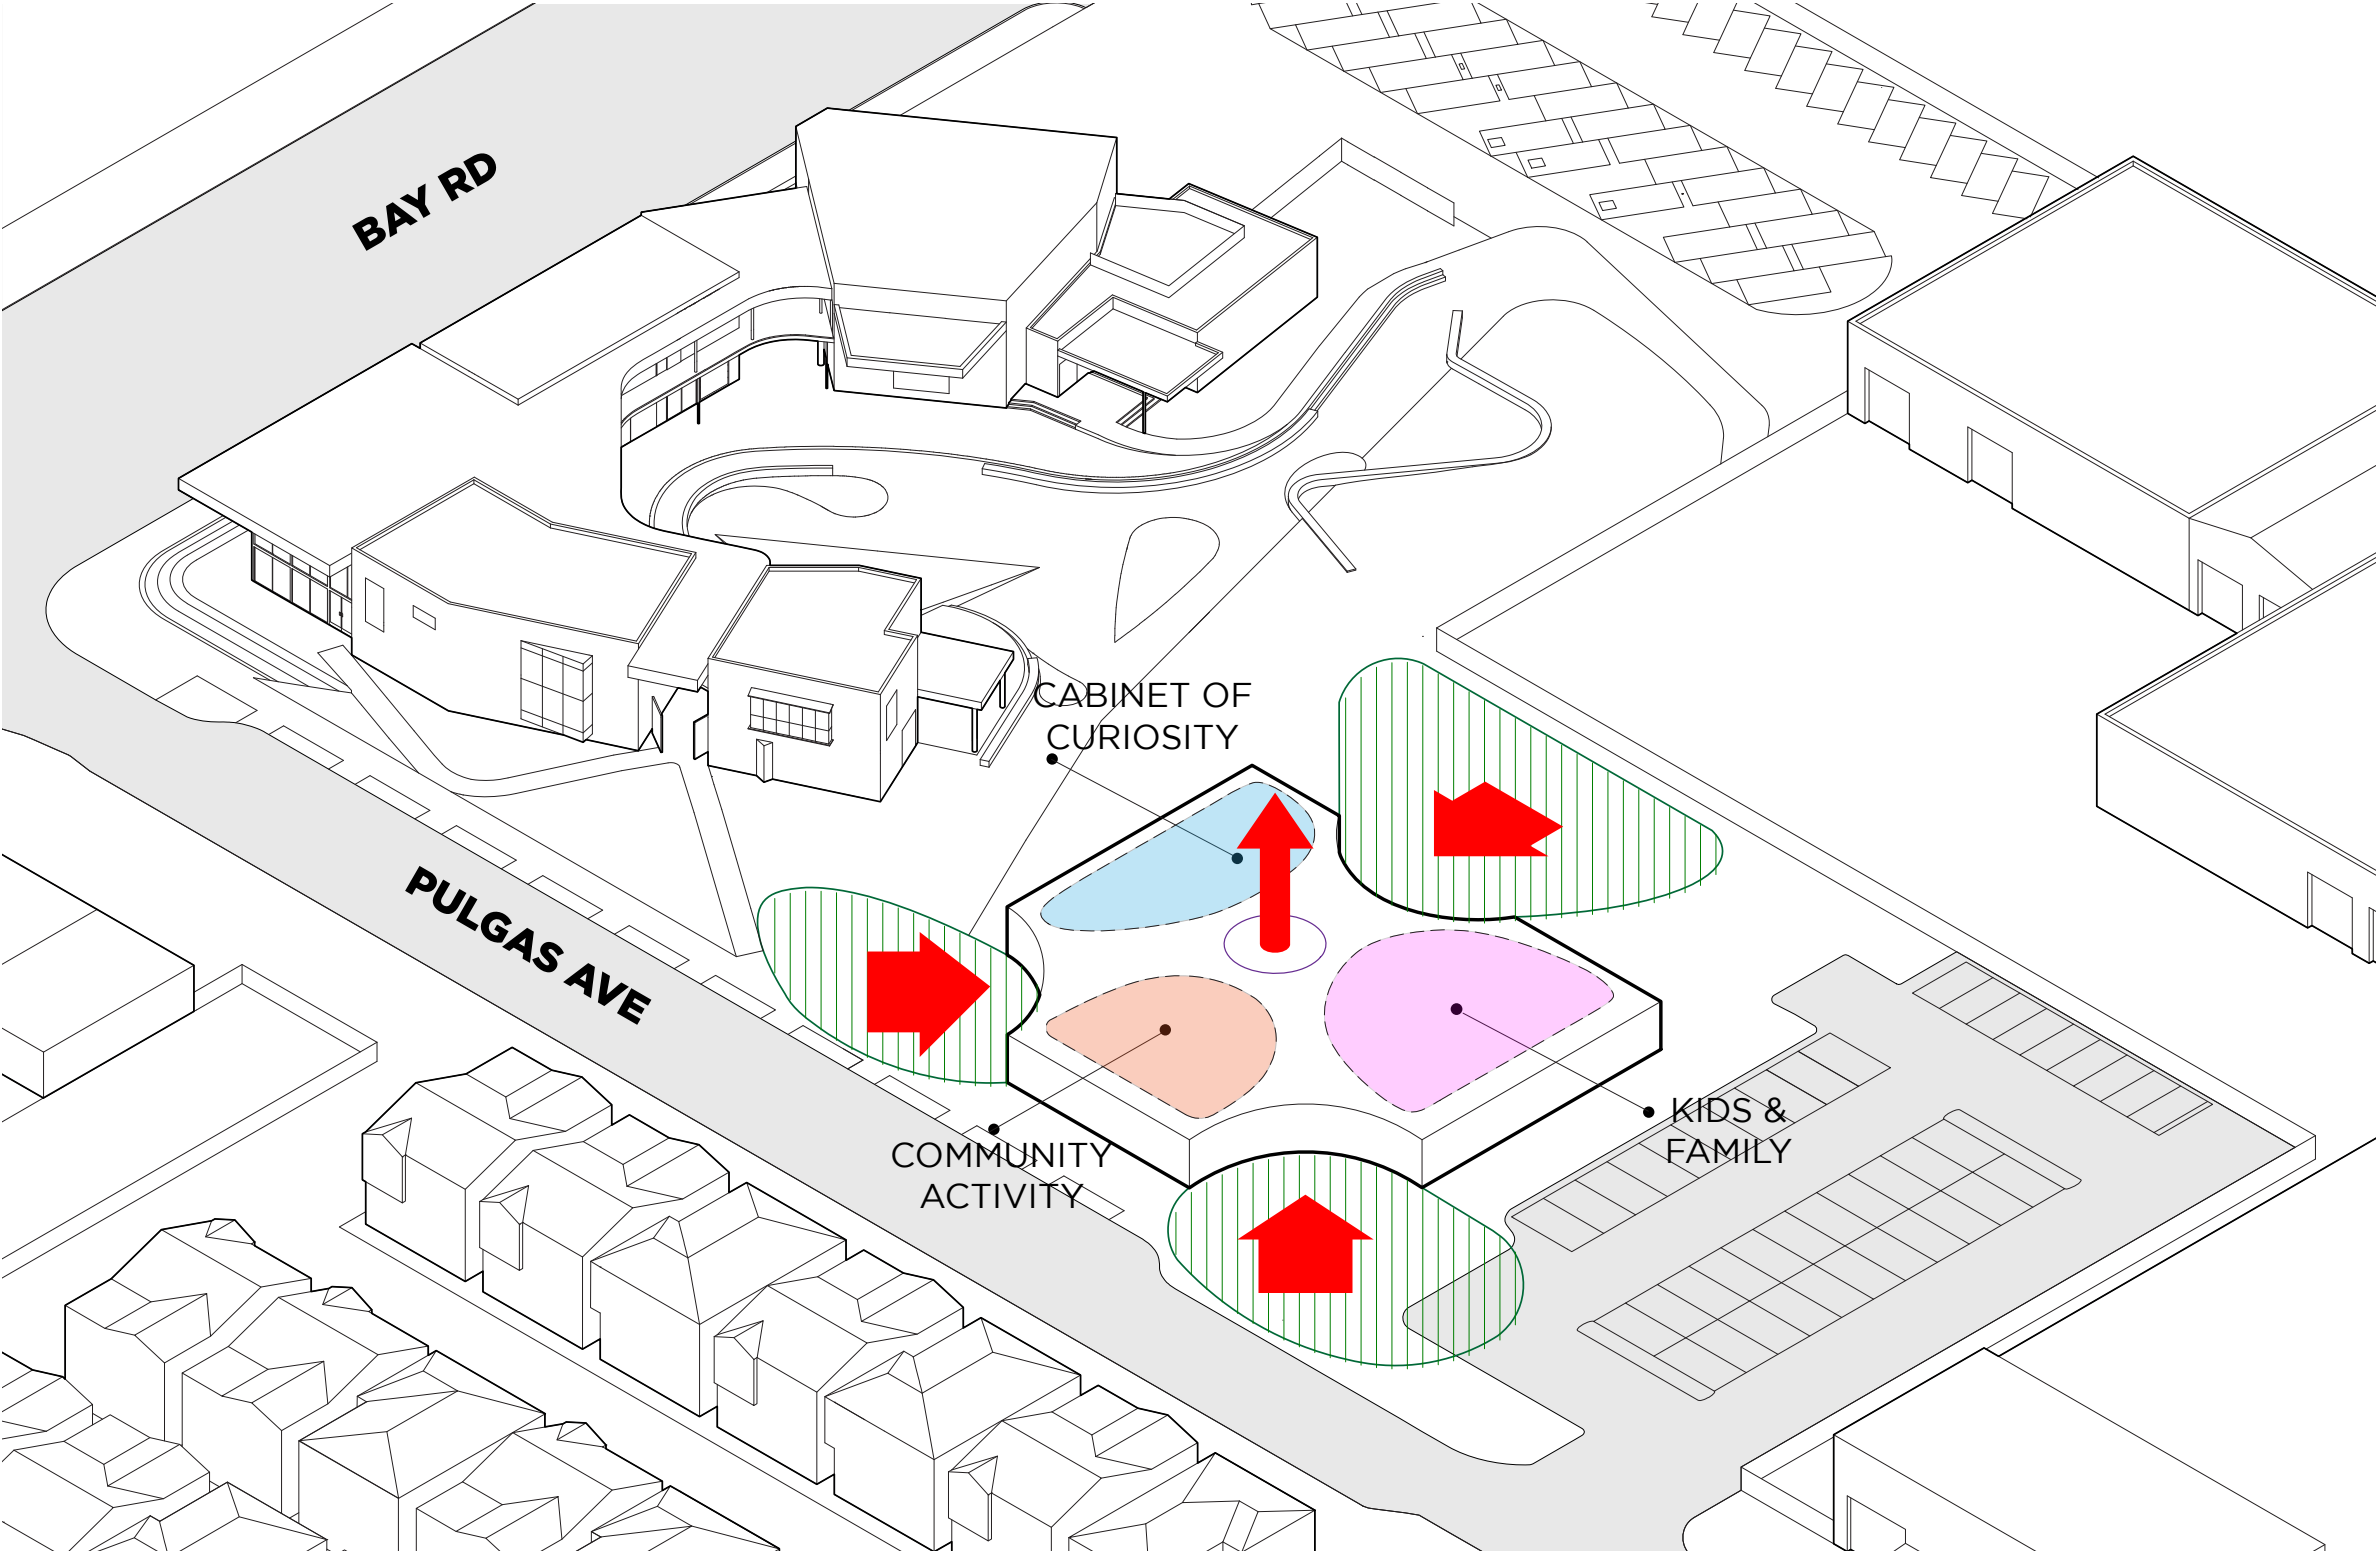 BAY RD
CABINET OF
CURIOSITY
PULGAS AVE
KIDS &
FAMILY
COMMUNITY
ACTIVITY